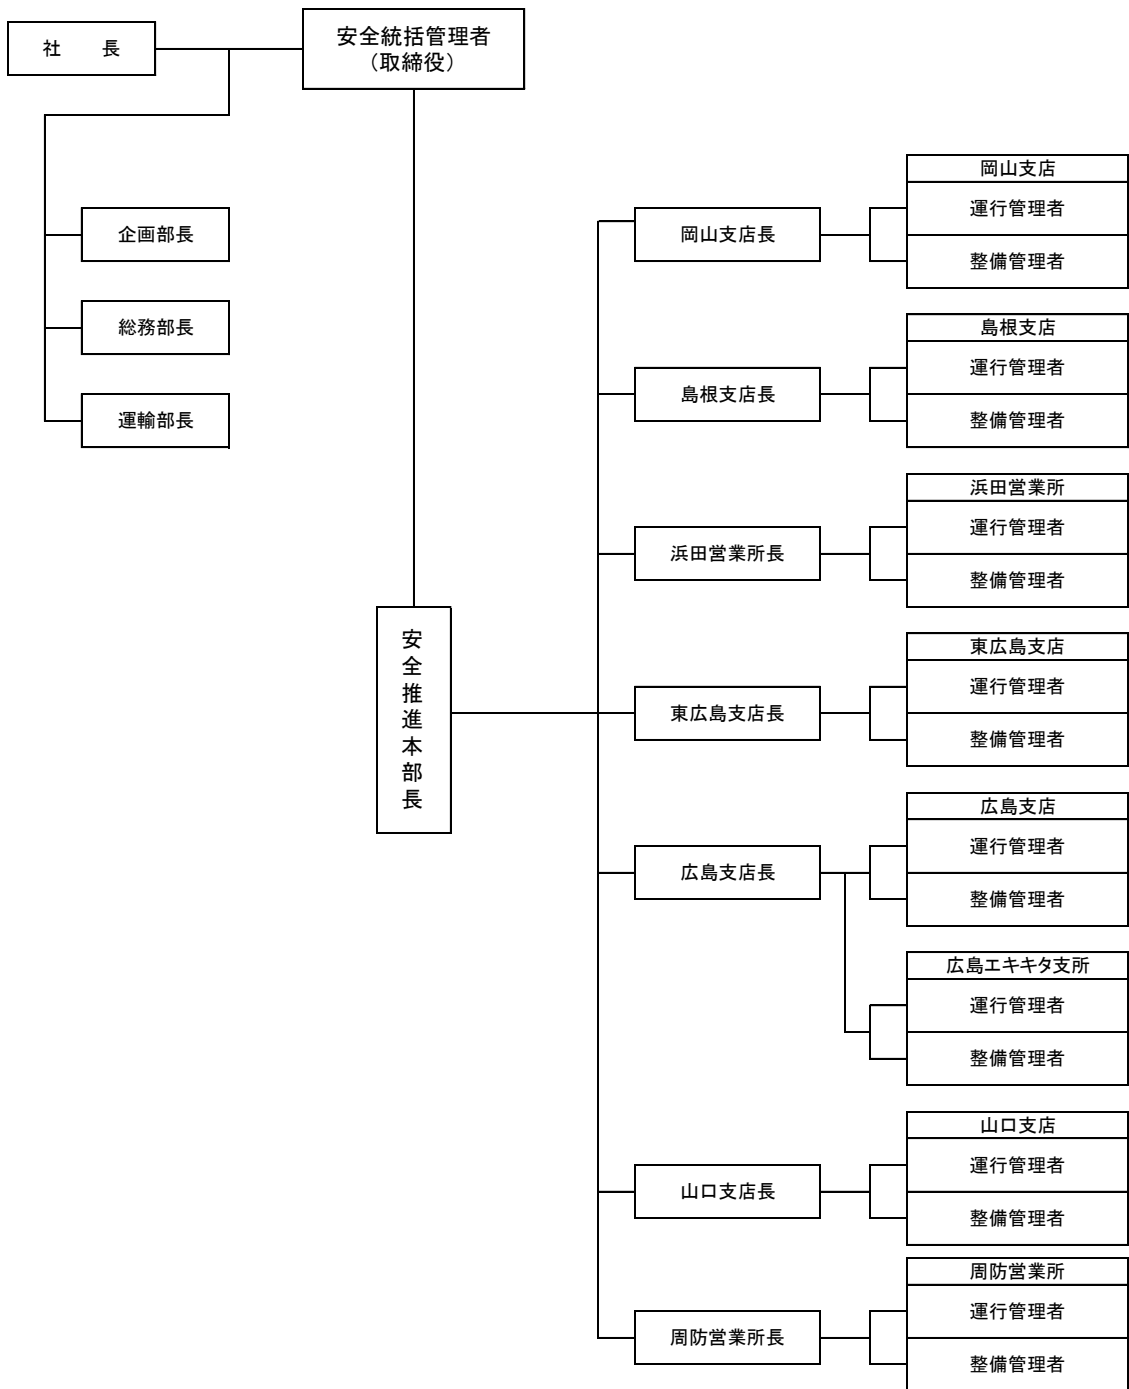 社　　長
安全統括管理者
（取締役）
企画部長
総務部長
運輸部長
安全推進本部長
岡山支店長
岡山支店
運行管理者
整備管理者
島根支店長
島根支店
運行管理者
整備管理者
浜田営業所長
浜田営業所
運行管理者
整備管理者
東広島支店長
東広島支店
運行管理者
整備管理者
広島支店長
広島支店
運行管理者
整備管理者
広島エキキタ支所
運行管理者
整備管理者
山口支店長
山口支店
運行管理者
整備管理者
周防営業所長
周防営業所
運行管理者
整備管理者